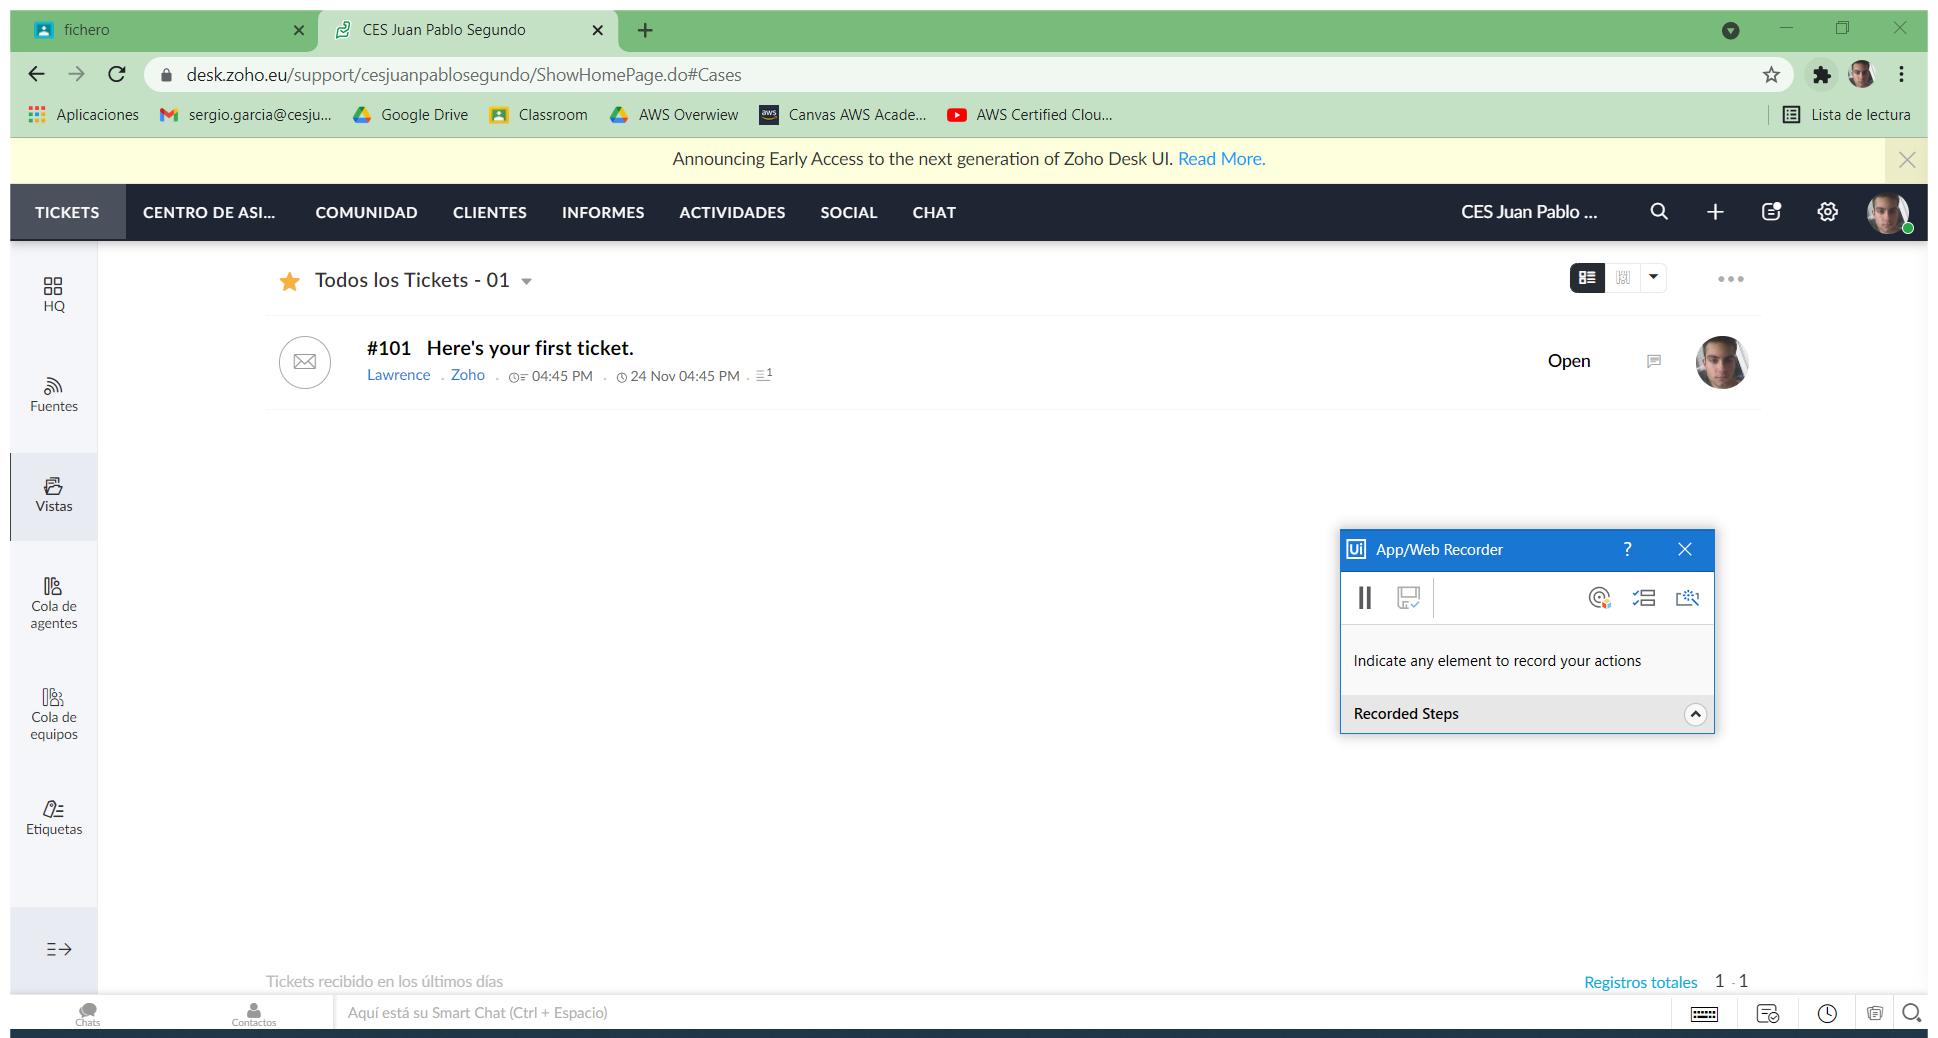 fichero
CES Juan Pablo Segundo
desk.zoho.eu/support/cesjuanpablosegundo/ShowHomePage.do#Cases
Aplicaciones sergio.garcia@cesju... Google Drive Classroom AWS Overwiew aws Canvas AWS Acade... AWS Certified Clou... Lista de lectura
Announcing Early Access to the next generation of Zoho Desk UI. Read More.
TICKETS CENTRO DE ASI... COMUNIDAD CLIENTES INFORMES ACTIVIDADES SOCIAL CHAT CES Juan Pablo ...
HQ
Fuentes
Vistas
Cola de
agentes
Cola de
equipos
Etiquetas
Todos los Tickets - 01
#101 Here's your first ticket.
Lawrence . Zoho . 04:45 PM . 24 Nov 04:45 PM . 1
Open
Ui App/Web Recorder ?
Indicate any element to record your actions
Recorded Steps
Tickets recibido en los últimos días
Registros totales 1 - 1
Chats
Contactos
Aquí está su Smart Chat (Ctrl + Espacio)